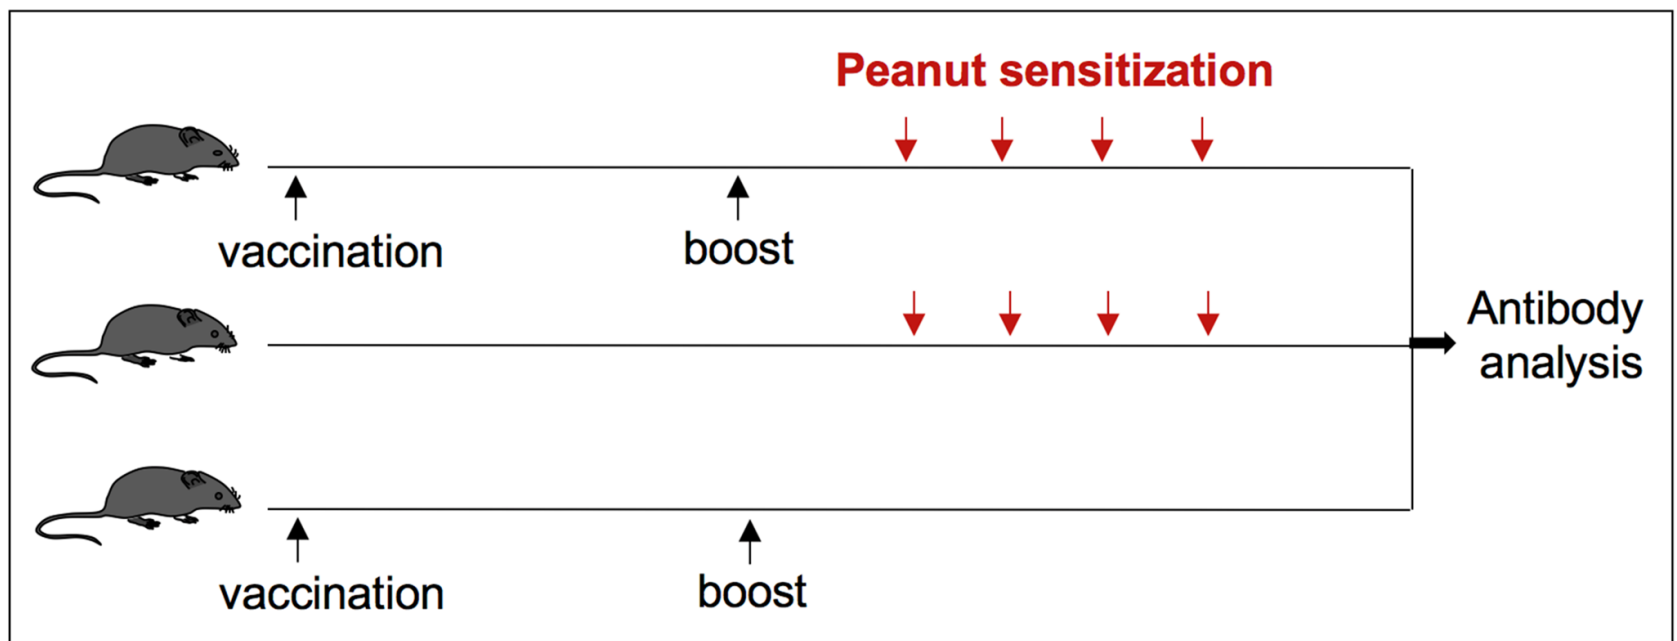 Peanut sensitization
vaccination
boost
Antibody
analysis
vaccination
boost